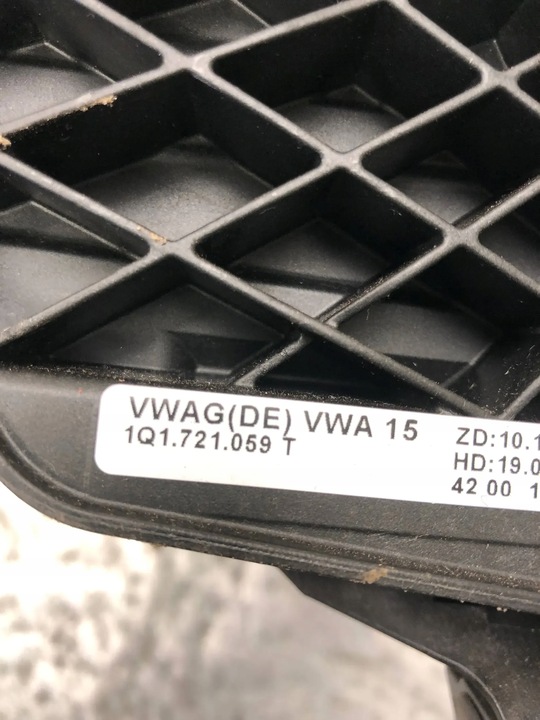 VWAG(DE) VWA 15
1Q1.721.059 T
ZD:10.1
HD:19.0
42 00 1